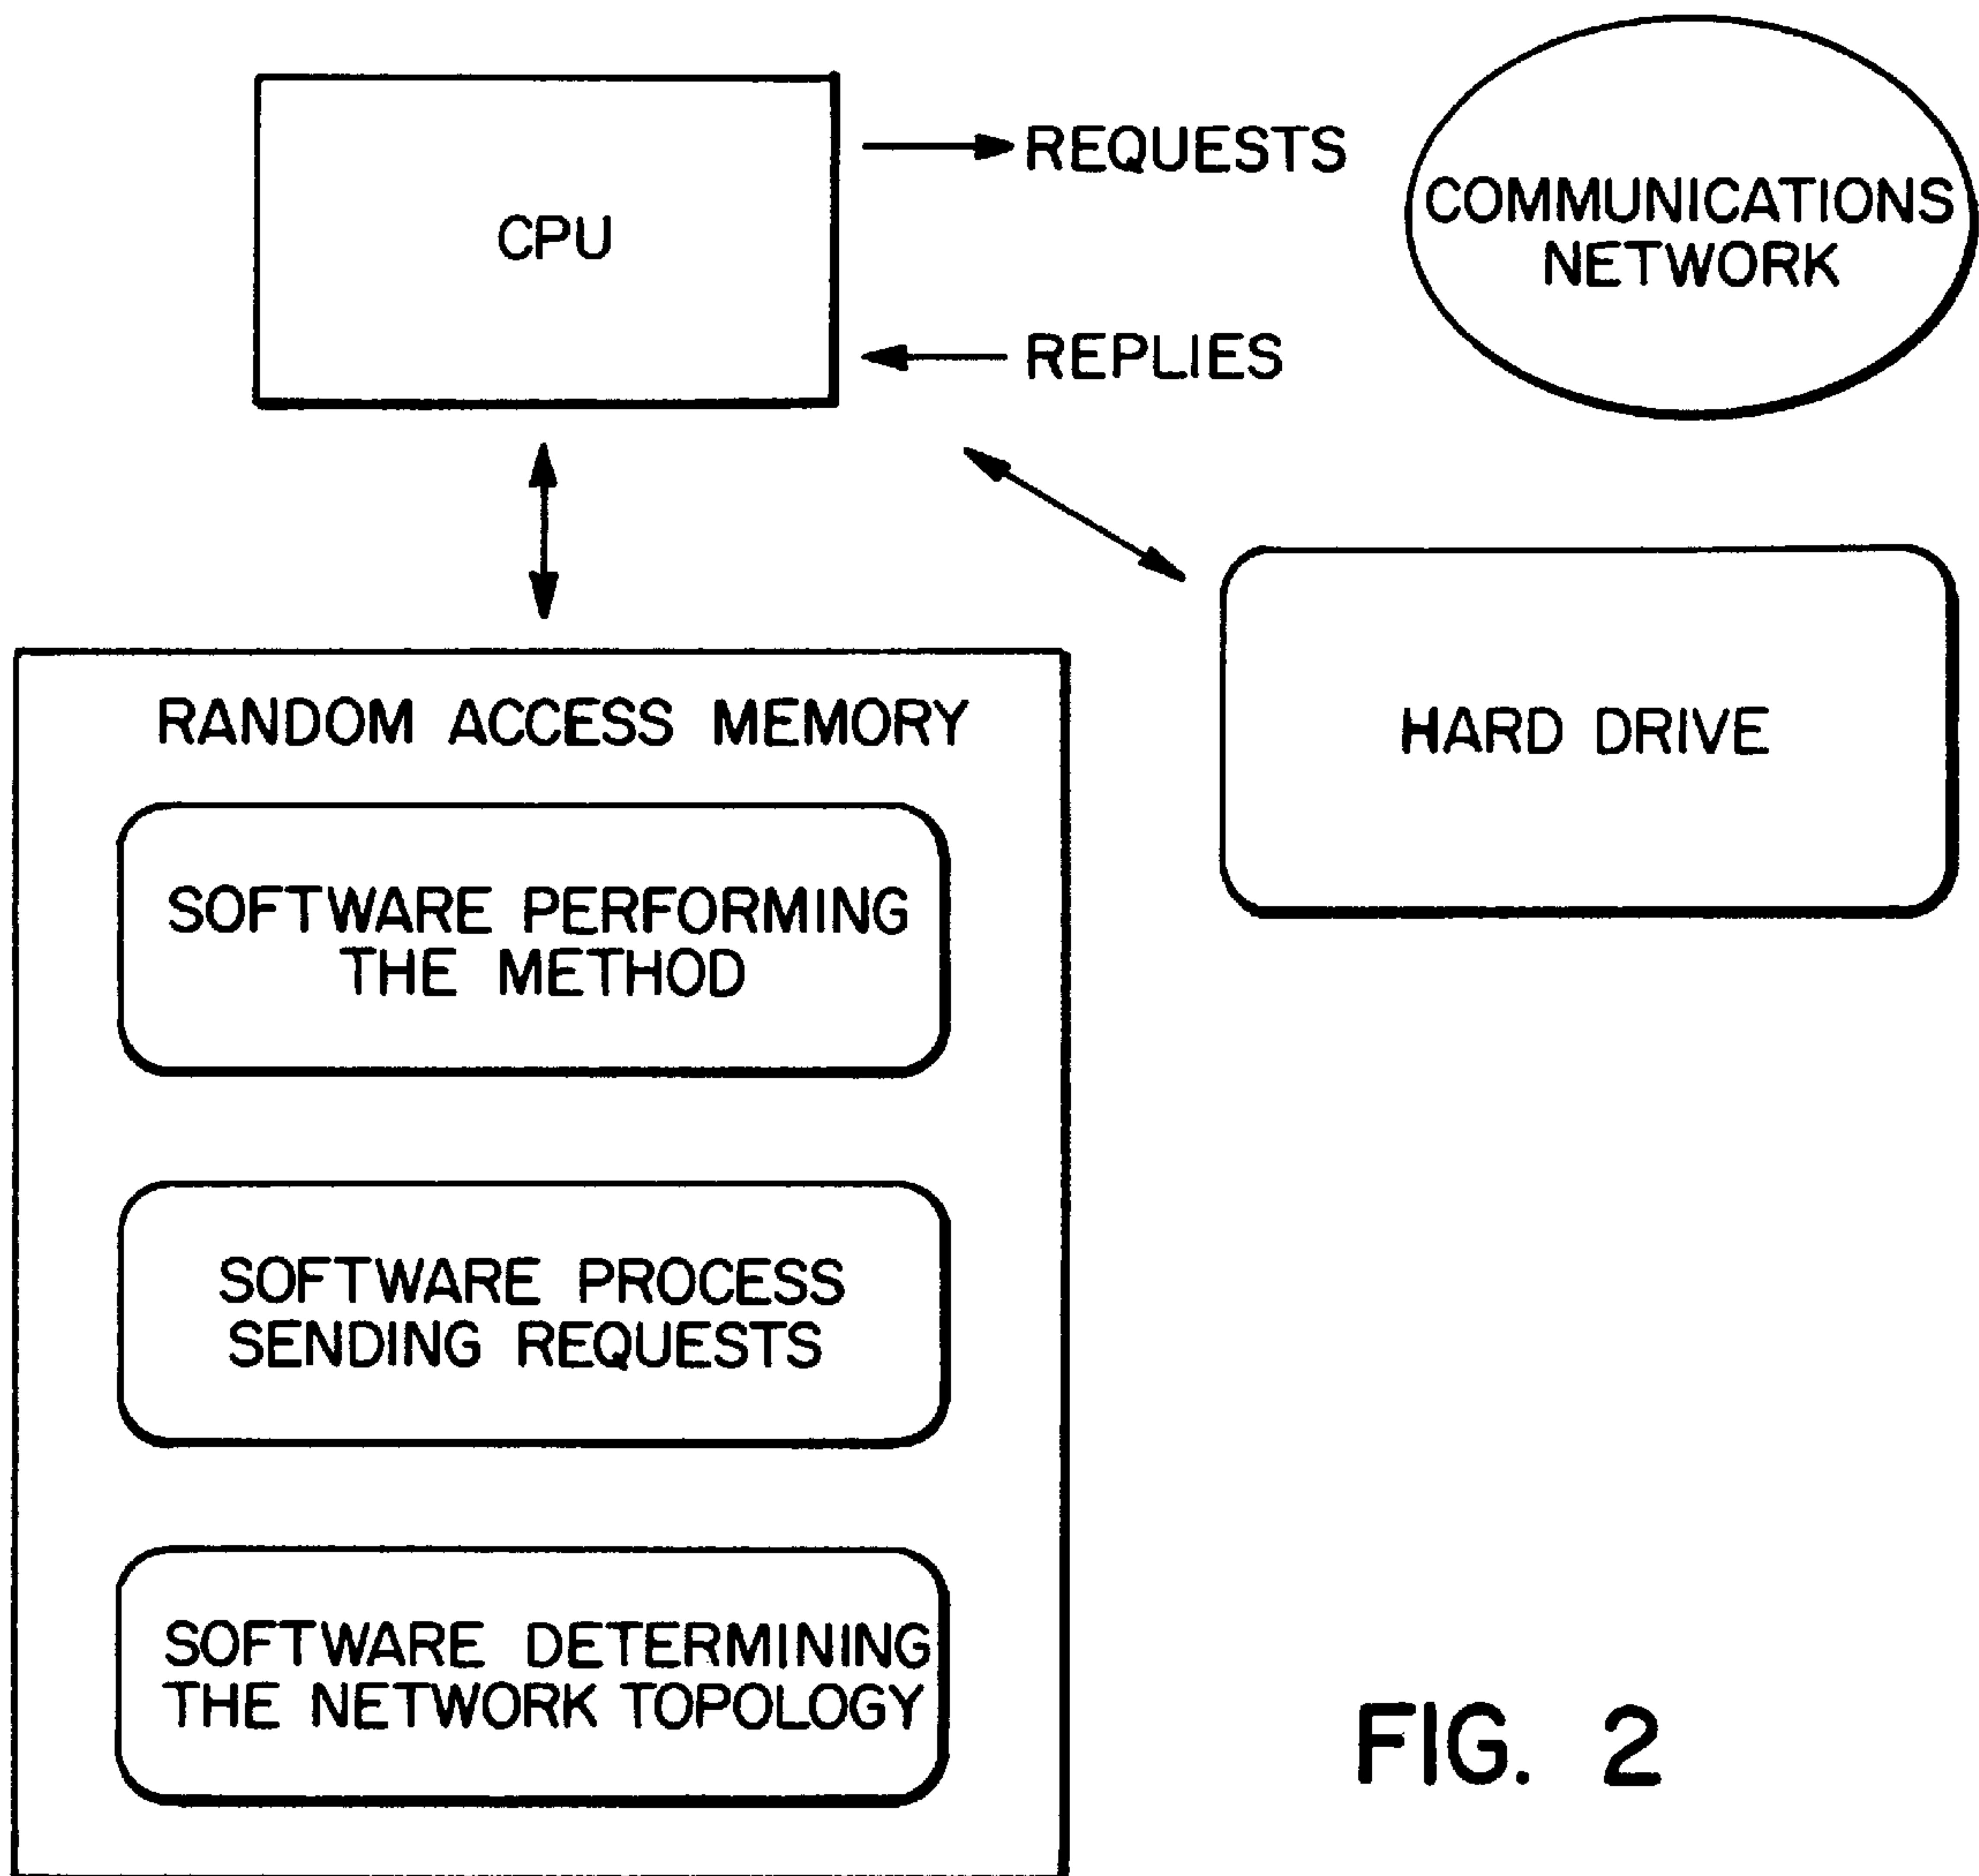 CPU
REQUESTS
REPLIES
COMMUNICATIONS
NETWORK
RANDOM ACCESS MEMORY
SOFTWARE PERFORMING
THE METHOD
SOFTWARE PROCESS
SENDING REQUESTS
SOFTWARE DETERMINING
THE NETWORK TOPOLOGY
HARD DRIVE
FIG. 2